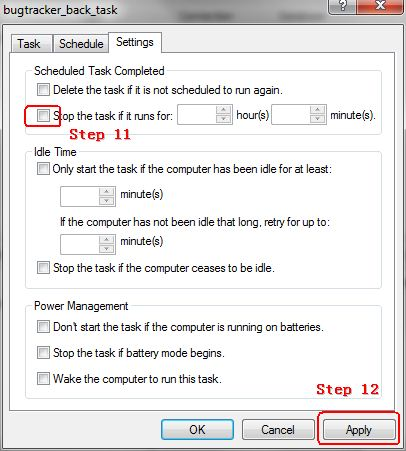 bugtracker_back_task
Task Schedule Settings
Scheduled Task Completed
Delete the task if it is not scheduled to run again.
Stop the task if it runs for: hour(s) minute(s).
Step 11
Idle Time
Only start the task if the computer has been idle for at least:
minute(s)
If the computer has not been idle that long, retry for up to:
minute(s)
Stop the task if the computer ceases to be idle.
Power Management
Don't start the task if the computer is running on batteries.
Stop the task if battery mode begins.
Wake the computer to run this task.
Step 12
OK Cancel Apply